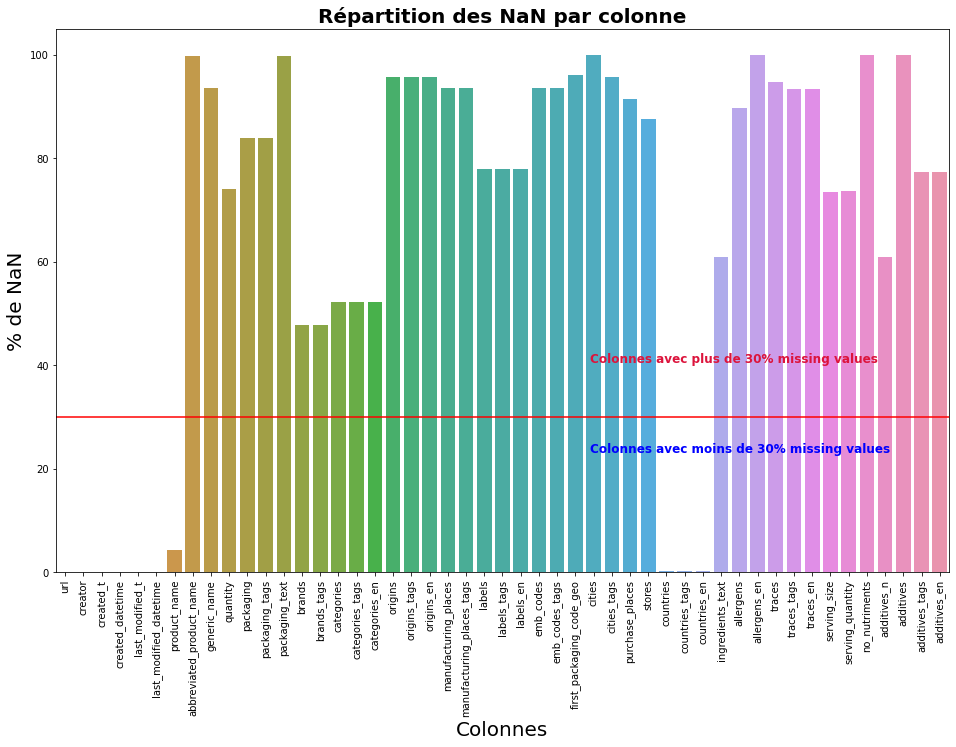 Répartition des NaN par colonne
% de NaN
100
80
60
40
20
0
Colonnes avec plus de 30% missing values
Colonnes avec moins de 30% missing values
url
creator
created_t
created_datetime
last_modified_t
last_modified_datetime
product_name
abbreviated_product_name
generic_name
quantity
packaging
packaging_tags
packaging_text
brands
brands_tags
categories
categories_tags
categories_en
origins
origins_tags
origins_en
manufacturing_places
manufacturing_places_tags
labels
labels_tags
labels_en
emb_codes
emb_codes_tags
first_packaging_code_geo
cities
cities_tags
purchase_places
stores
countries
countries_tags
countries_en
ingredients_text
allergens
allergens_en
traces
traces_tags
traces_en
serving_size
serving_quantity
no_nutriments
additives_n
additives
additives_tags
additives_en
Colonnes